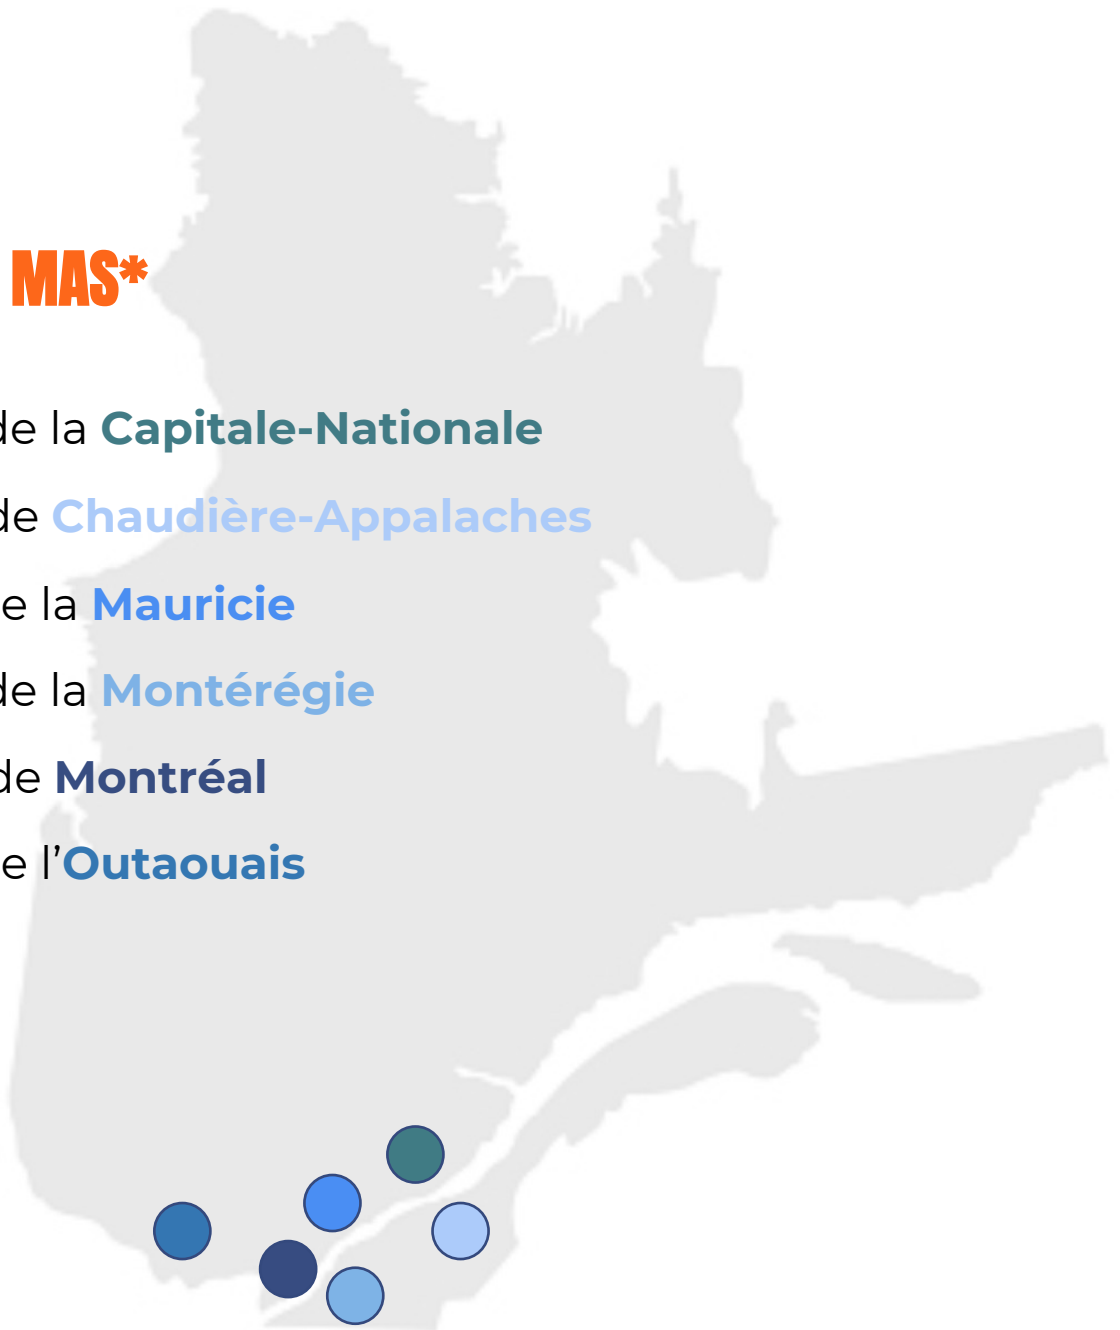 MAS*
de la Capitale-Nationale
de Chaudière-Appalaches
e la Mauricie
de la Montérégie
de Montréal
e l’Outaouais